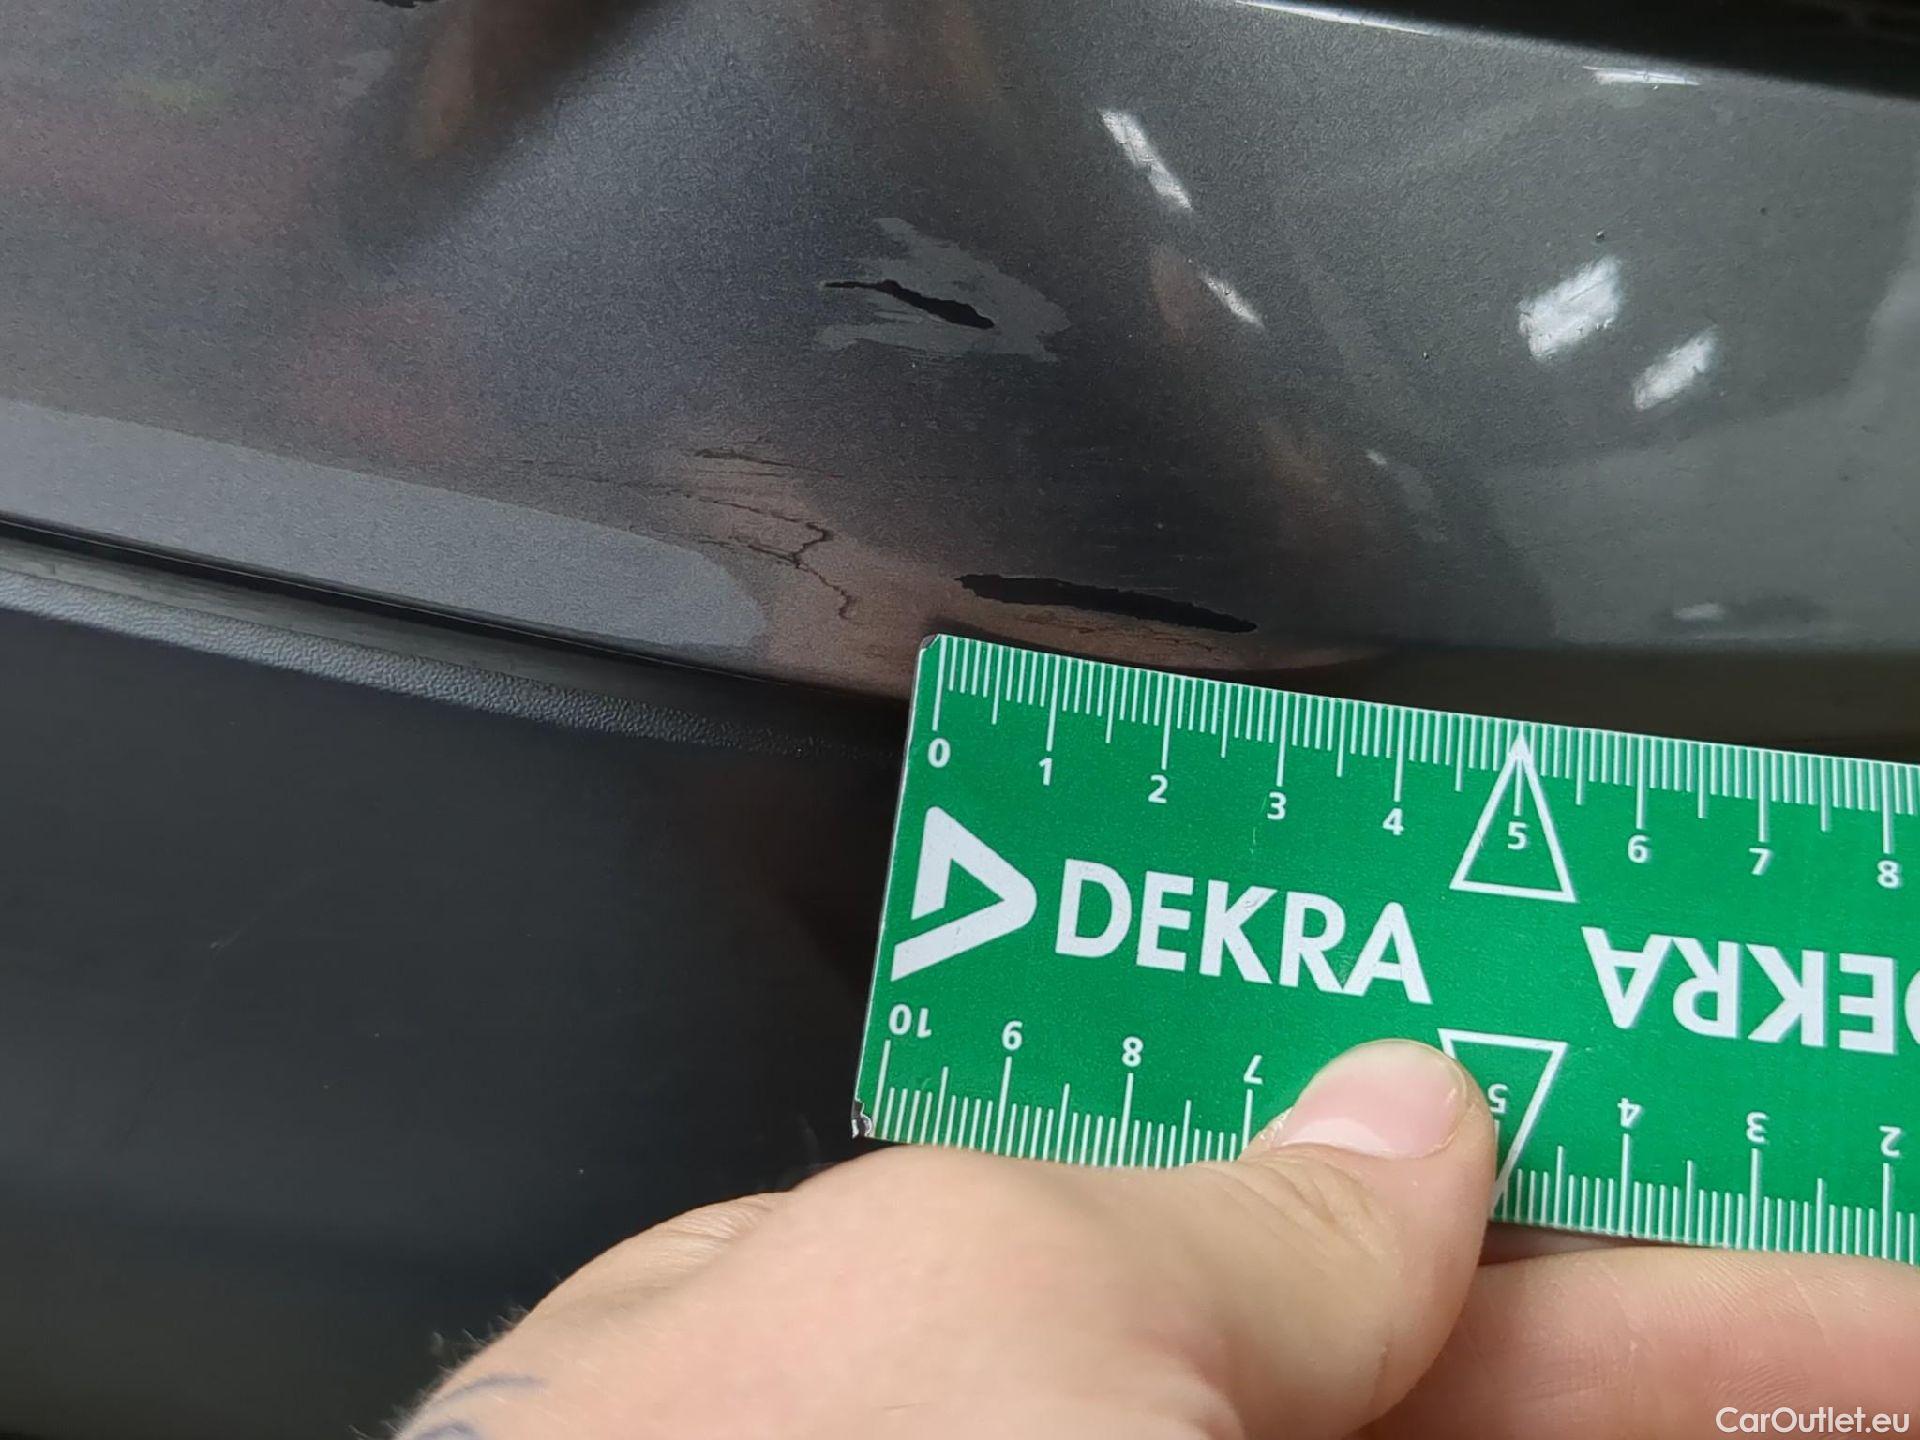 0 1 2 3 4 5 6 7 8
DEKRA
DEKRA
10 9 8 7 5 4 3 2
CarOutlet.eu